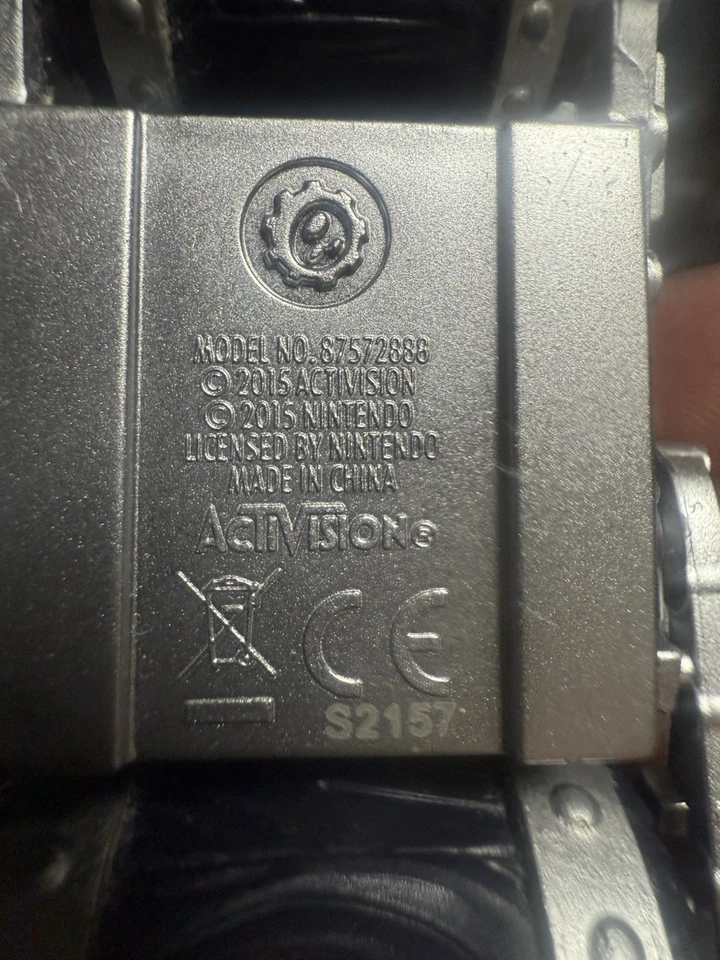 MODEL NO. 87572888
© 2015 ACTIVISION
© 2015 NINTENDO
LICENSED BY NINTENDO
MADE IN CHINA
ACTIVISION®
CE
S2157